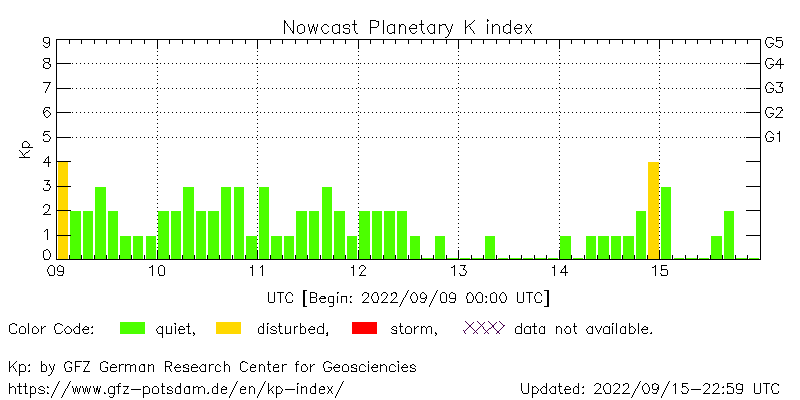 Nowcast Planetary K index
9 G5
8 G4
7 G3
6 G2
5 G1
Kp
4
3
2
1
0
09 10 11 12 13 14 15
UTC [Begin: 2022/09/09 00:00 UTC]
Color Code: quiet, disturbed, storm, data not available.
Kp: by GFZ German Research Center for Geosciencies
https://www.gfz-potsdam.de/en/kp-index/ Updated: 2022/09/15-22:59 UTC